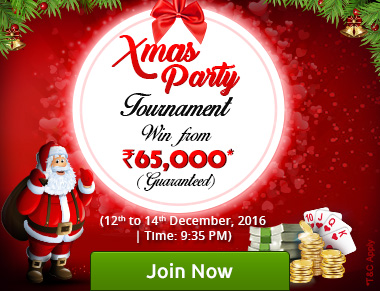 Xmas
Party
Tournament
Win from
₹65,000*
(Guaranteed)
(12th to 14th December, 2016
| Time: 9:35 PM)
10 J Q K
*T&C Apply
Join Now